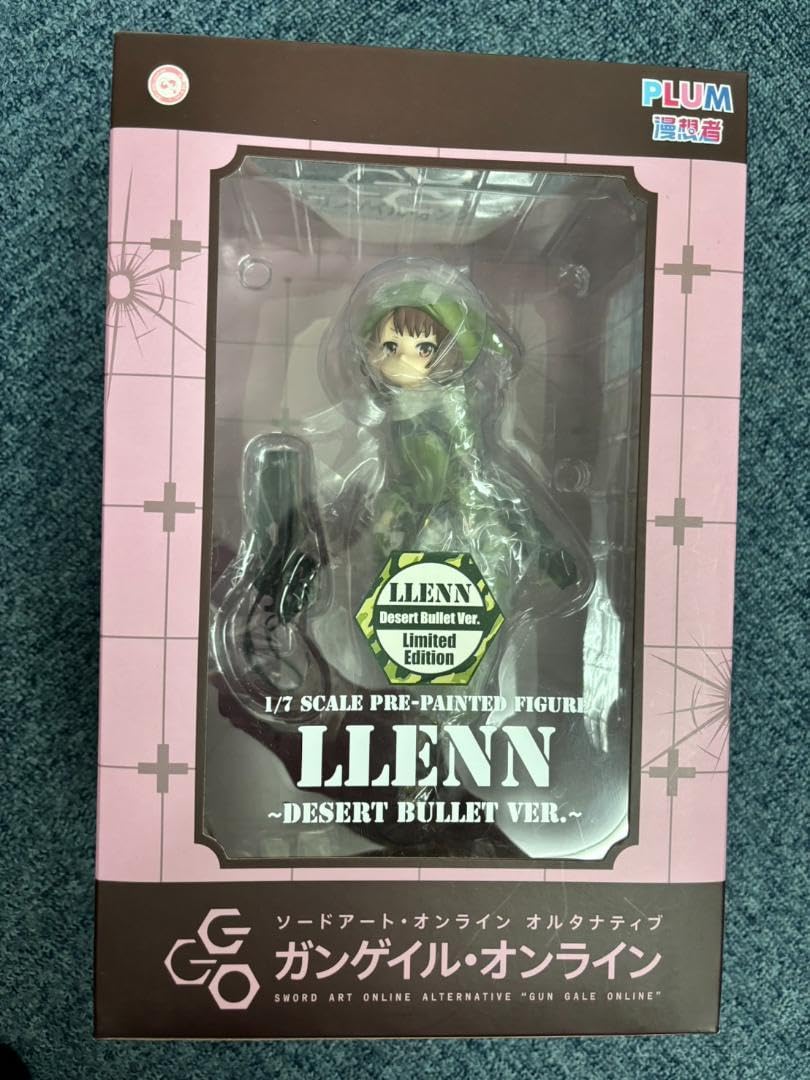 PLUM
漫想者
LLENN
Desert Bullet Ver.
Limited
Edition
1/7 SCALE PRE-PAINTED FIGURE
LLENN
~DESERT BULLET VER.~
GGO
ソードアート・オンライン オルタナティブ
ガンゲイル・オンライン
SWORD ART ONLINE ALTERNATIVE "GUN GALE ONLINE"